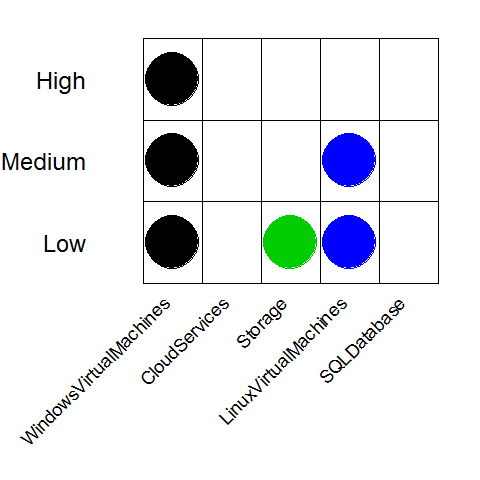 High
Medium
Low
WindowsVirtualMachines
CloudServices
Storage
LinuxVirtualMachines
SQLDatabase